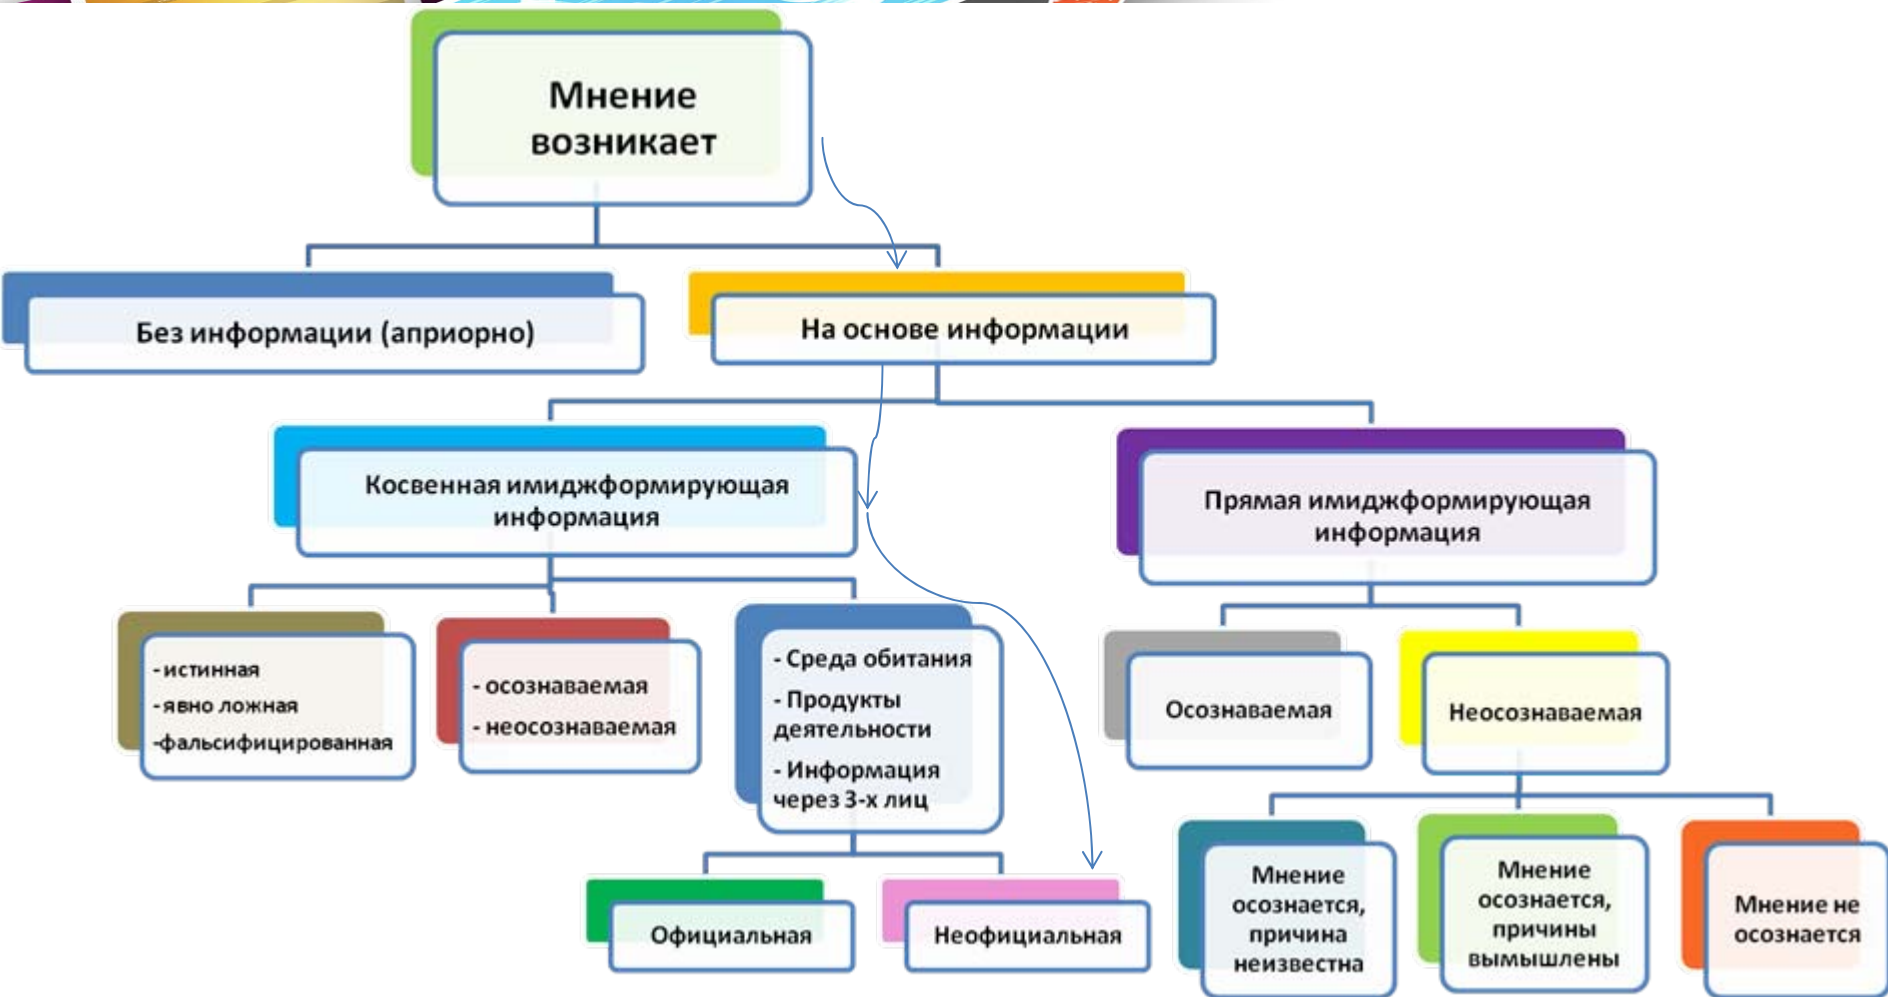 Мнение
возникает
Без информации (априорно)
На основе информации
Косвенная имиджформирующая
информация
Прямая имиджформирующая
информация
- истинная
- явно ложная
-фальсифицированная
- осознаваемая
- неосознаваемая
- Среда обитания
- Продукты
деятельности
- Информация
через 3-х лиц
Осознаваемая
Неосознаваемая
Официальная
Неофициальная
Мнение
осознается,
причина
неизвестна
Мнение
осознается,
причины
вымышлены
Мнение не
осознается